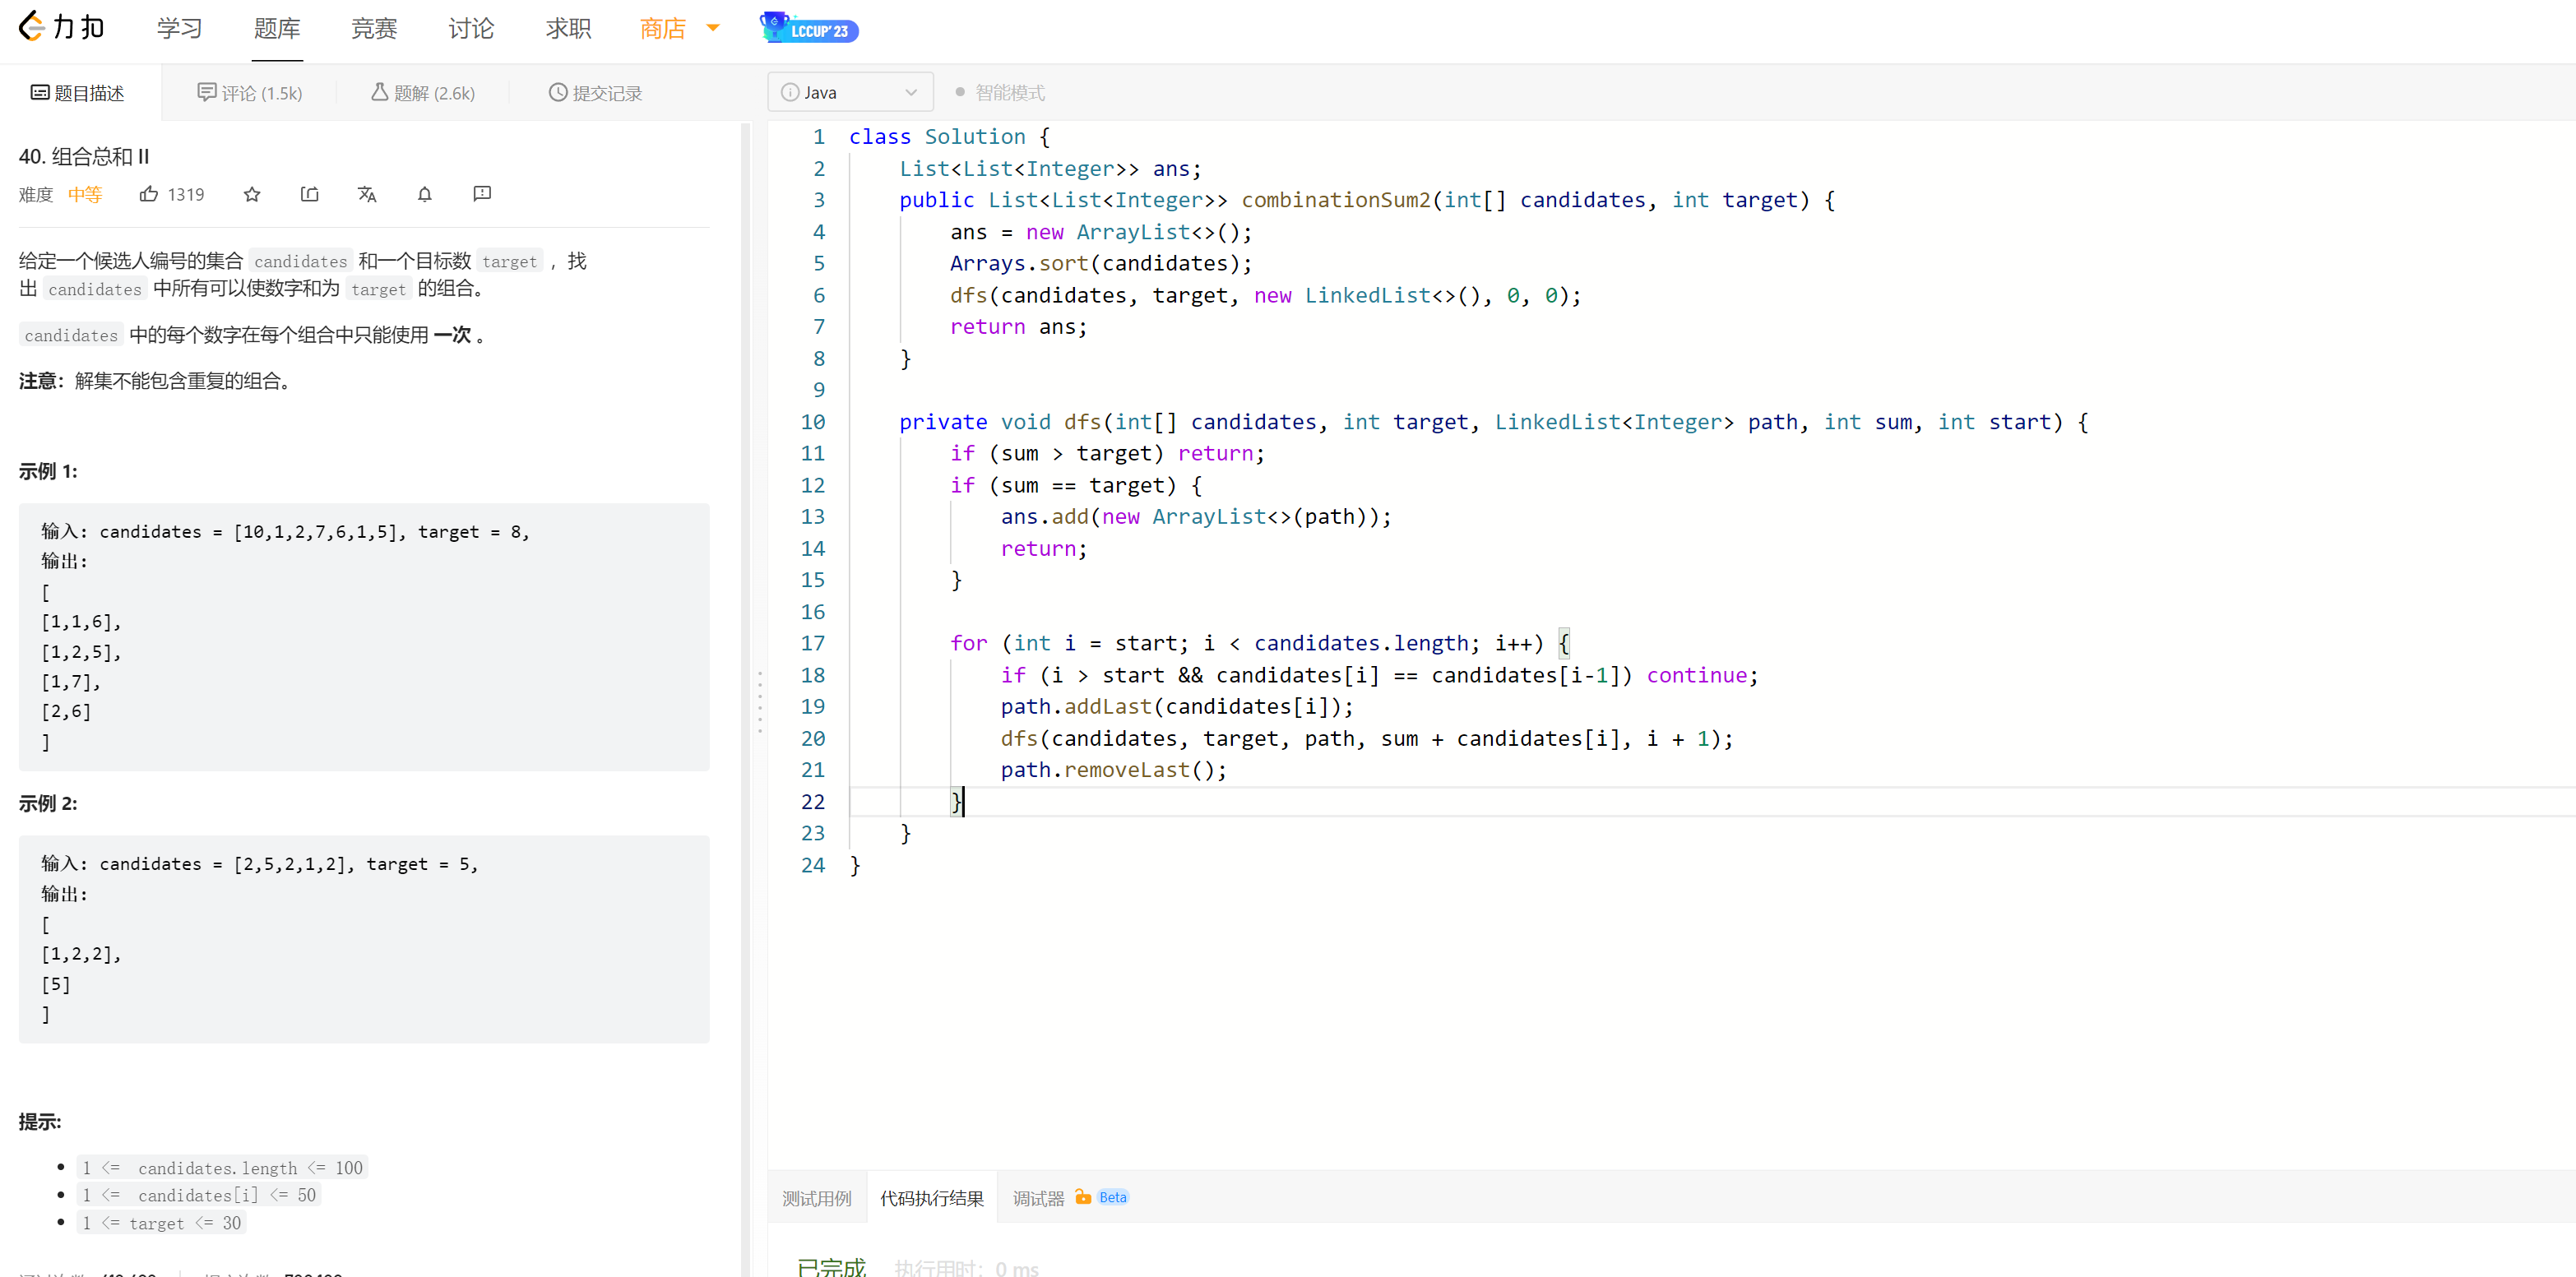 力扣 学习 题库 竞赛 讨论 求职 商店 LCCUP'23
题目描述 评论 (1.5k) 题解 (2.6k) 提交记录
40. 组合总和 II
难度 中等 1319
给定一个候选人编号的集合 candidates 和一个目标数 target ，找
出 candidates 中所有可以使数字和为 target 的组合。
candidates 中的每个数字在每个组合中只能使用 一次 。
注意：解集不能包含重复的组合。
示例 1:
输入: candidates = [10,1,2,7,6,1,5], target = 8,
输出:
[
[1,1,6],
[1,2,5],
[1,7],
[2,6]
]
示例 2:
输入: candidates = [2,5,2,1,2], target = 5,
输出:
[
[1,2,2],
[5]
]
提示:
1 <= candidates.length <= 100
1 <= candidates[i] <= 50
1 <= target <= 30
Java 智能模式
1 class Solution {
2 List<List<Integer>> ans;
3 public List<List<Integer>> combinationSum2(int[] candidates, int target) {
4 ans = new ArrayList<>();
5 Arrays.sort(candidates);
6 dfs(candidates, target, new LinkedList<>(), 0, 0);
7 return ans;
8 }
9
10 private void dfs(int[] candidates, int target, LinkedList<Integer> path, int sum, int start) {
11 if (sum > target) return;
12 if (sum == target) {
13 ans.add(new ArrayList<>(path));
14 return;
15 }
16
17 for (int i = start; i < candidates.length; i++) {
18 if (i > start && candidates[i] == candidates[i-1]) continue;
19 path.addLast(candidates[i]);
20 dfs(candidates, target, path, sum + candidates[i], i + 1);
21 path.removeLast();
22 }
23 }
24 }
测试用例 代码执行结果 调试器 Beta
已完成 执行用时: 0 ms